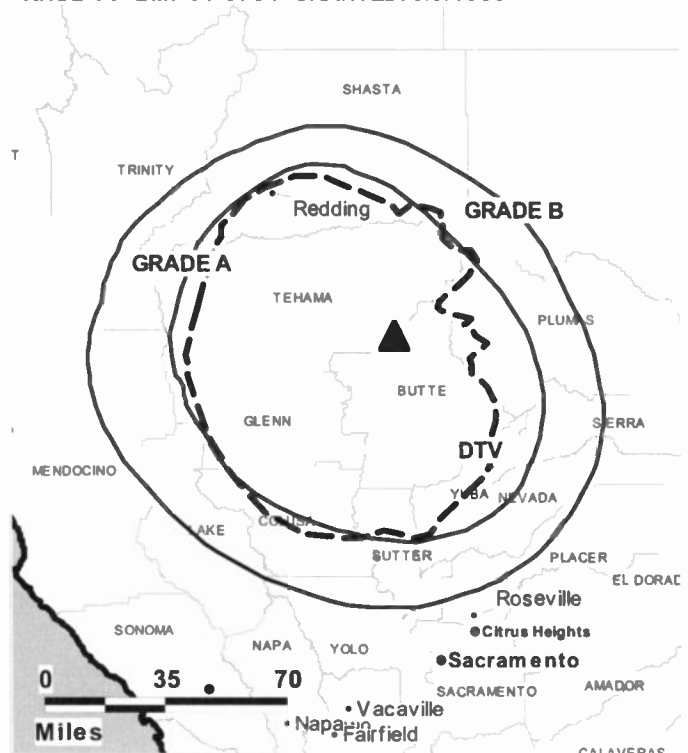 SHASTA
T
TRINITY
Redding
GRADE B
GRADE A
TEHAMA
PLUMAS
BUTTE
GLENN
SIERRA
DTV
MENDOCINO
YUBA
NEVADA
LAKE
COLUSA
SUTTER
PLACER
EL DORAD
Roseville
Citrus Heights
SONOMA
NAPA
YOLO
Sacramento
0 35 70
SACRAMENTO
AMADOR
Miles
Vacaville
Fairfield
CALAVERAS